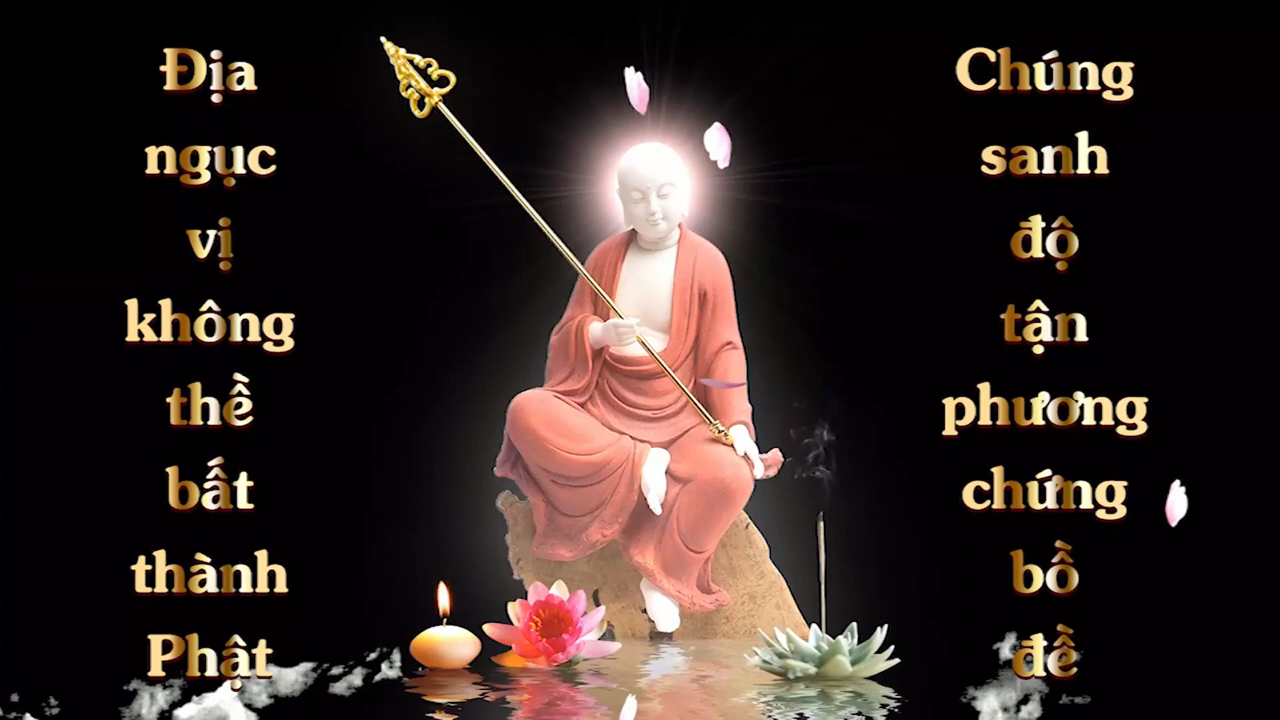 Địa
ngục
vị
không
thề
bất
thành
Phật
Chúng
sanh
độ
tận
phương
chứng
bồ
đề